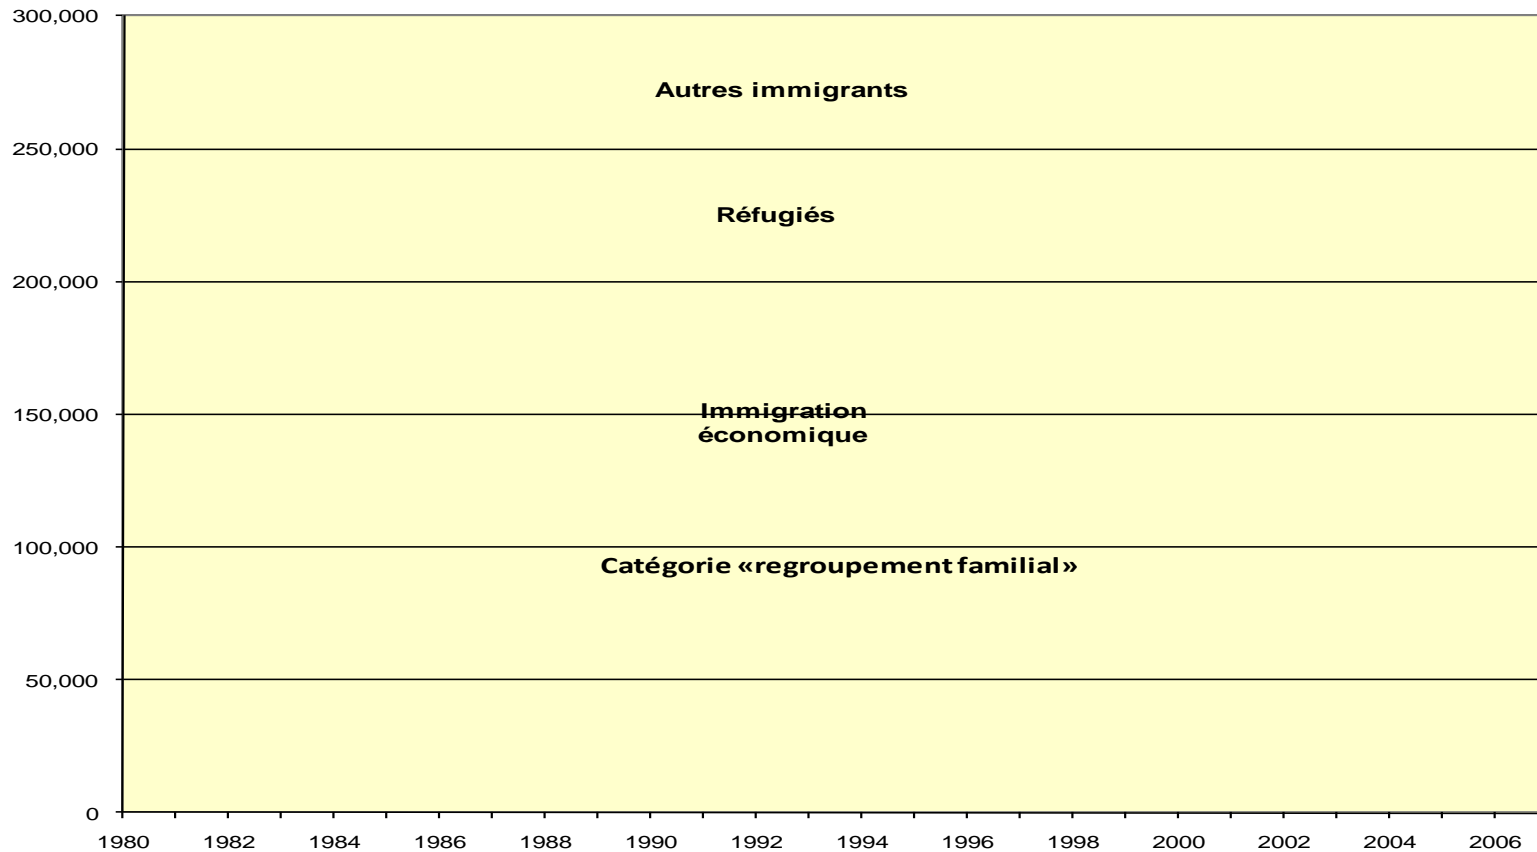 300,000
Autres immigrants
250,000
Réfugiés
200,000
150,000
Immigration
économique
100,000
Catégorie «regroupement familial»
50,000
0
1980 1982 1984 1986 1988 1990 1992 1994 1996 1998 2000 2002 2004 2006